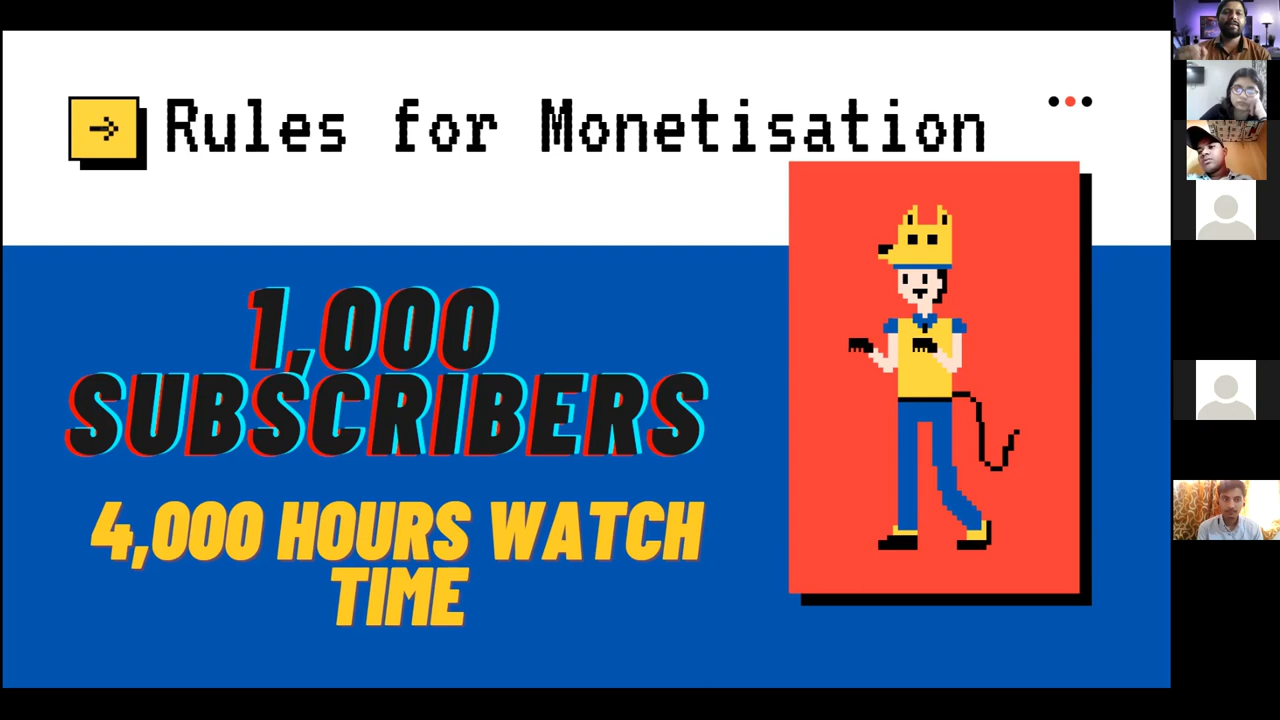 Rules for Monetisation
1,000
SUBSCRIBERS
4,000 HOURS WATCH
TIME